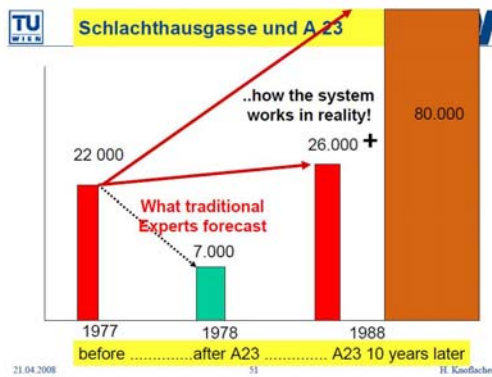 TU
WIEN
Schlachthausgasse und A 23
..how the system
works in reality!
80.000
26.000 +
22 000
What traditional
Experts forecast
7.000
1977
1978
1988
before .............after A23 ............. A23 10 years later
21.04.2008
51
H. Knoflacher